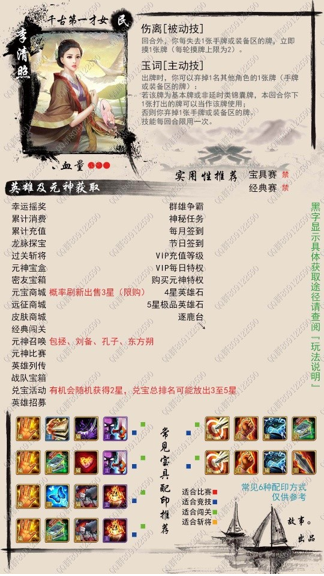 千古第一才女
民
李清照
伤离[被动技]
回合外，你每失去1张手牌或装备区的牌，立即
摸1张牌（每轮摸牌上限为2）。
玉词[主动技]
出牌时，你可以弃掉1名其他角色的1张牌（手牌
或装备区的牌）；
若该牌为基本牌或非延时类锦囊牌，本回合你下
1张打出的牌可以当作该牌使用；
否则你弃掉1张手牌或装备区的牌。
技能每回合限用一次。
血量
实用性推荐
宝具赛 禁
经典赛 禁
英雄及元神获取
幸运摇奖
累计消费
累计充值
龙脉探宝
过关斩将
元神宝盒
密友宝箱
元宝商城 概率刷新出售3星（限购）
远征商城
皮肤商城
经典闯关
元神召唤 包拯、刘备、孔子、东方朔
元神比赛
英雄列传
战队宝箱
兑宝活动 有机会随机获得2星，兑宝总排名可能放出3至5星
英雄招募
群雄争霸
神秘任务
每月签到
节日签到
VIP充值等级
VIP每日特权
购买元神特权
4星英雄石
5星极品英雄石
逐鹿台
黑字显示具体获取途径请查阅『玩法说明』
常见宝具配印推荐
适合比赛
适合竞技
适合闯关
适合斩将
常见6种配印方式
仅供参考
故事。
出品